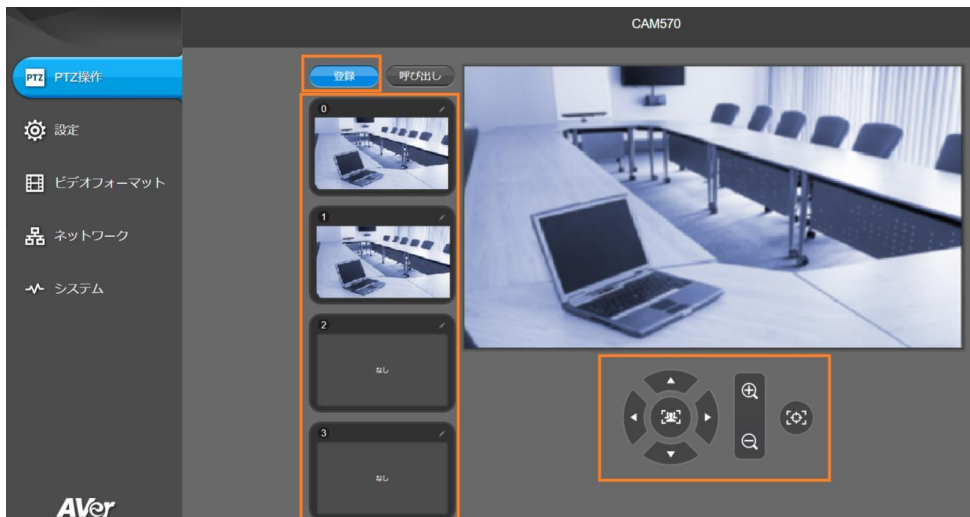 CAM570
PTZ PTZ操作
設定
ビデオフォーマット
ネットワーク
システム
AVer
登録 呼び出し
0
1
2
なし
3
なし